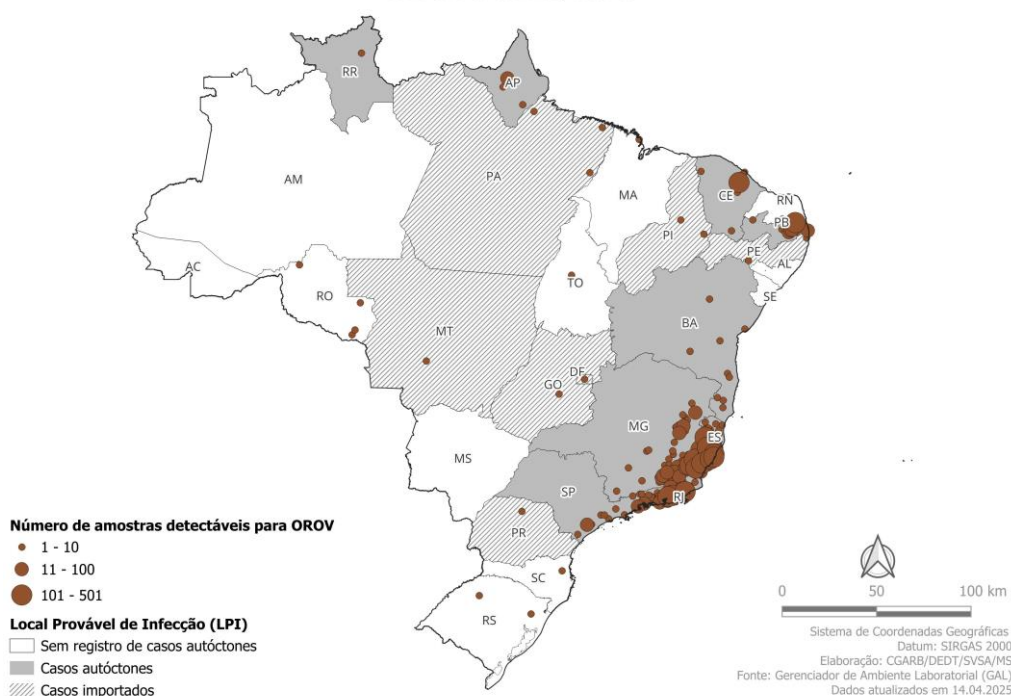 RR
AP
AM
PA
MA
CE
RN
PB
PI
PE
AL
AC
TO
SE
RO
BA
MT
DF
GO
MG
ES
MS
SP
RJ
PR
SC
RS
Número de amostras detectáveis para OROV
1 - 10
11 - 100
101 - 501
Local Provável de Infecção (LPI)
Sem registro de casos autóctones
Casos autóctones
Casos importados
0 50 100 km
Sistema de Coordenadas Geográficas
Datum: SIRGAS 2000
Elaboração: CGARB/DEDT/SVSA/MS
Fonte: Gerenciador de Ambiente Laboratorial (GAL)
Dados atualizados em 14.04.2025